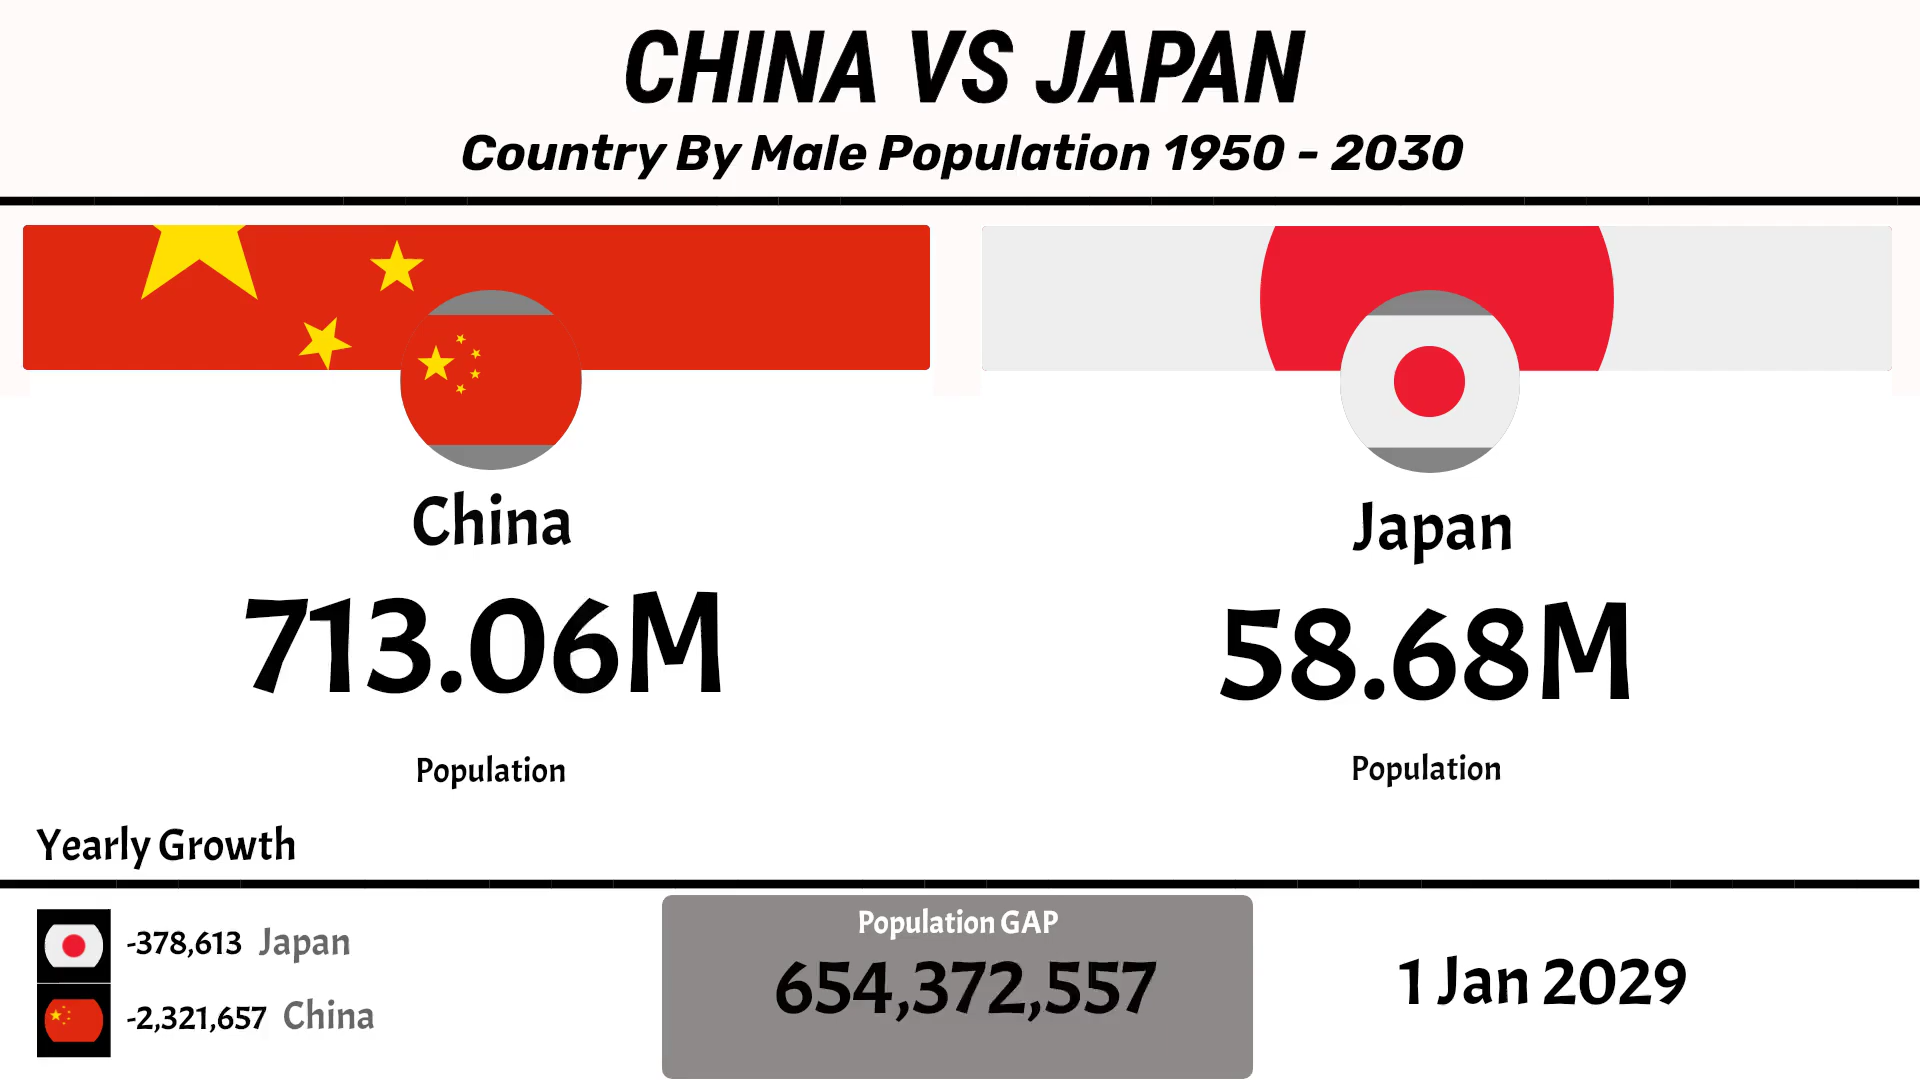 CHINA VS JAPAN
Country By Male Population 1950 - 2030
China
713.06M
Population
Japan
58.68M
Population
Yearly Growth
-378,613 Japan
-2,321,657 China
Population GAP
654,372,557
1 Jan 2029